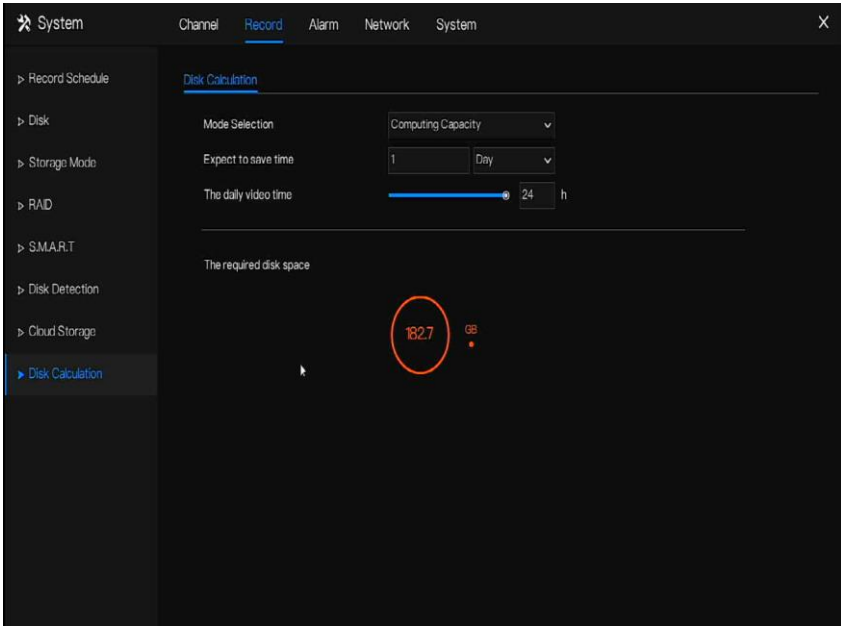 System Channel Record Alarm Network System X
Record Schedule
Disk
Storage Mode
RAID
S.M.A.R.T
Disk Detection
Cloud Storage
Disk Calculation
Disk Calculation
Mode Selection Computing Capacity
Expect to save time 1 Day
The daily video time 24 h
The required disk space
182.7 GB